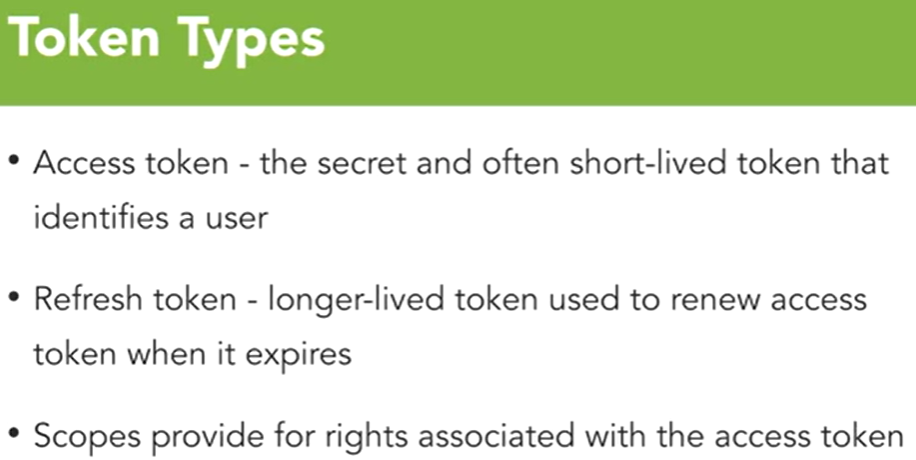 Token Types
• Access token - the secret and often short-lived token that
identifies a user
• Refresh token - longer-lived token used to renew access
token when it expires
• Scopes provide for rights associated with the access token